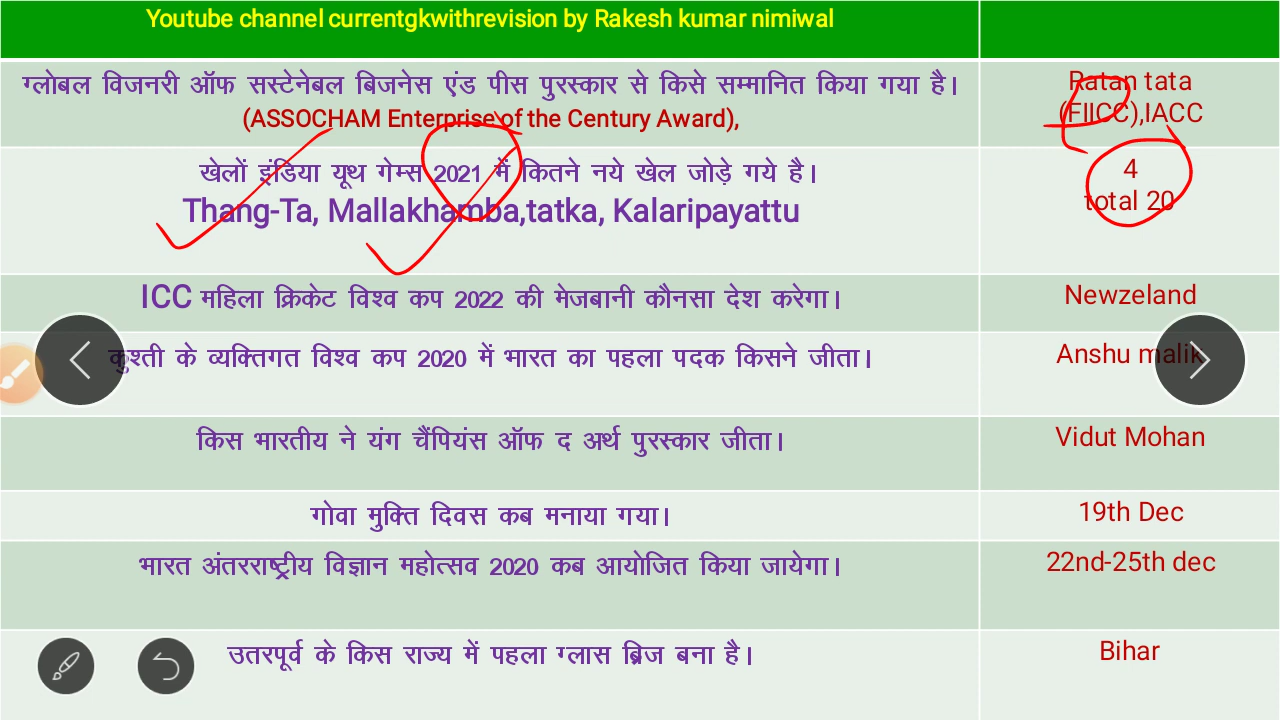 Youtube channel currentgkwithrevision by Rakesh kumar nimiwal
ग्लोबल विजनरी ऑफ सस्टेनेबल बिजनेस एंड पीस पुरस्कार से किसे सम्मानित किया गया है।
(ASSOCHAM Enterprise of the Century Award),
Ratan tata
(FIICC),IACC
खेलों इंडिया यूथ गेम्स 2021 में कितने नये खेल जोड़े गये है।
Thang-Ta, Mallakhamba,tatka, Kalaripayattu
4
total 20
ICC महिला क्रिकेट विश्व कप 2022 की मेजबानी कौनसा देश करेगा।
Newzeland
कुश्ती के व्यक्तिगत विश्व कप 2020 में भारत का पहला पदक किसने जीता।
Anshu malik
किस भारतीय ने यंग चैंपियंस ऑफ द अर्थ पुरस्कार जीता।
Vidut Mohan
गोवा मुक्ति दिवस कब मनाया गया।
19th Dec
भारत अंतरराष्ट्रीय विज्ञान महोत्सव 2020 कब आयोजित किया जायेगा।
22nd-25th dec
उतरपूर्व के किस राज्य में पहला ग्लास ब्रिज बना है।
Bihar